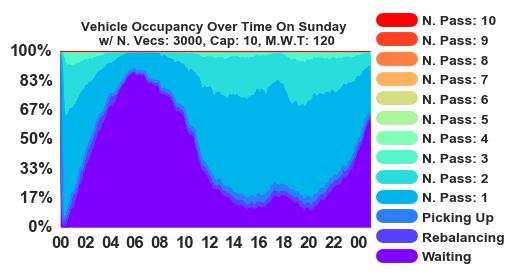 Vehicle Occupancy Over Time On Sunday
w/ N. Vecs: 3000, Cap: 10, M.W.T: 120
100%
83%
67%
50%
33%
17%
0%
00 02 04 06 08 10 12 14 16 18 20 22 00
N. Pass: 10
N. Pass: 9
N. Pass: 8
N. Pass: 7
N. Pass: 6
N. Pass: 5
N. Pass: 4
N. Pass: 3
N. Pass: 2
N. Pass: 1
Picking Up
Rebalancing
Waiting